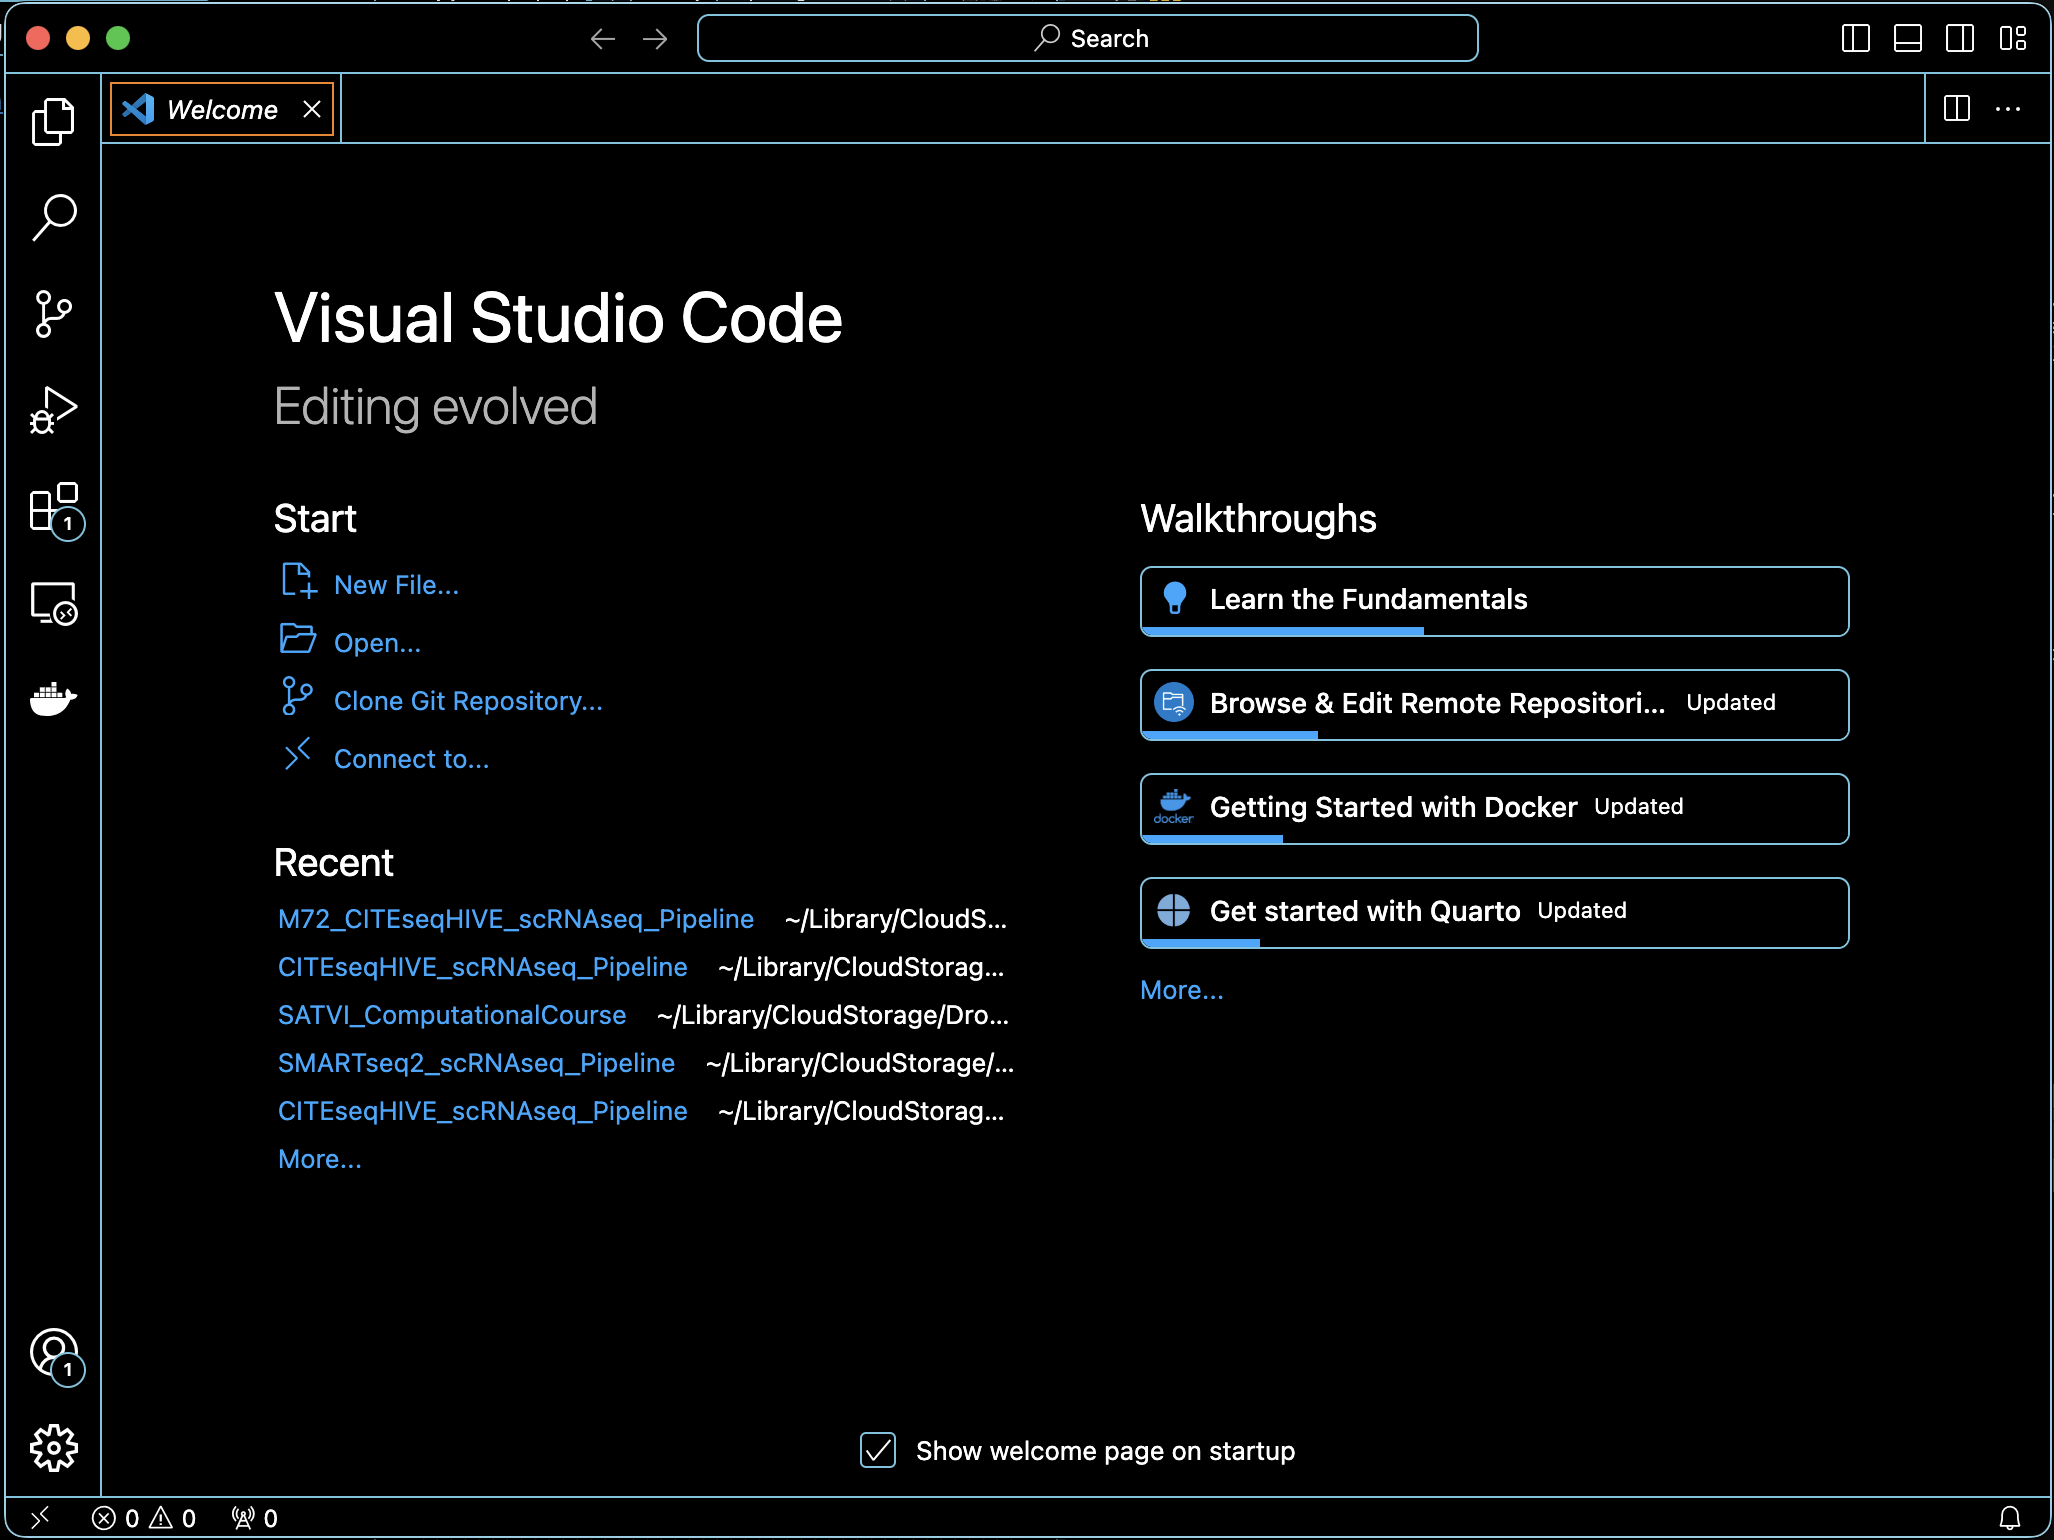 Search
Welcome
Visual Studio Code
Editing evolved
Start
New File...
Open...
Clone Git Repository...
Connect to...
Recent
M72_CITEseqHIVE_scRNAseq_Pipeline ~/Library/CloudS...
CITEseqHIVE_scRNAseq_Pipeline ~/Library/CloudStorag...
SATVI_ComputationalCourse ~/Library/CloudStorage/Dro...
SMARTseq2_scRNAseq_Pipeline ~/Library/CloudStorage/...
CITEseqHIVE_scRNAseq_Pipeline ~/Library/CloudStorag...
More...
Walkthroughs
Learn the Fundamentals
Browse & Edit Remote Repositori... Updated
docker
Getting Started with Docker Updated
Get started with Quarto Updated
More...
1
1
Show welcome page on startup
0 0 0